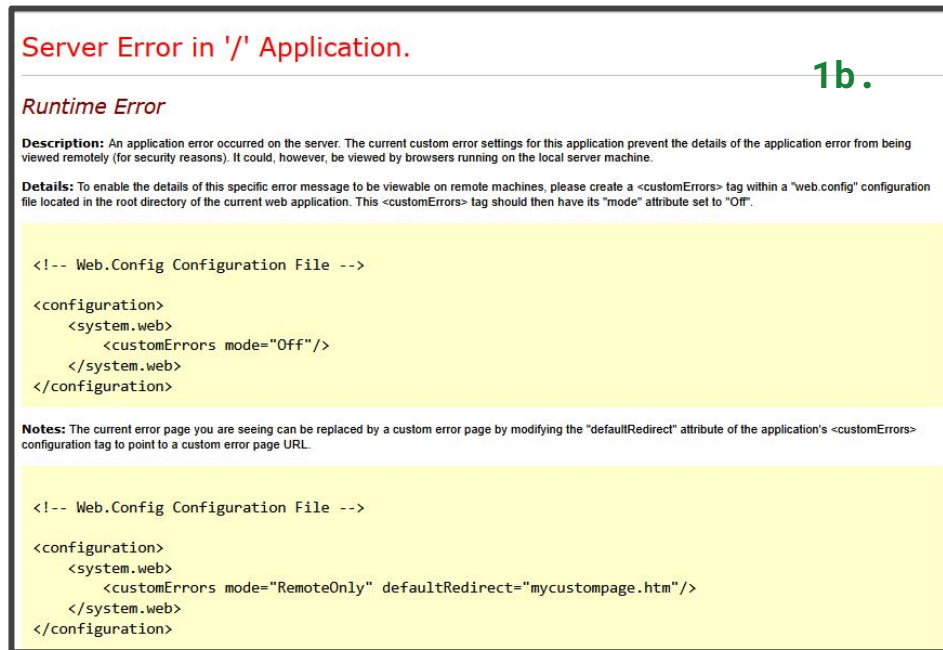 Server Error in '/' Application.
1b.
Runtime Error
Description: An application error occurred on the server. The current custom error settings for this application prevent the details of the application error from being
viewed remotely (for security reasons). It could, however, be viewed by browsers running on the local server machine.
Details: To enable the details of this specific error message to be viewable on remote machines, please create a <customErrors> tag within a "web.config" configuration
file located in the root directory of the current web application. This <customErrors> tag should then have its "mode" attribute set to "Off".
<!-- Web.Config Configuration File -->
<configuration>
    <system.web>
        <customErrors mode="Off"/>
    </system.web>
</configuration>
Notes: The current error page you are seeing can be replaced by a custom error page by modifying the "defaultRedirect" attribute of the application's <customErrors>
configuration tag to point to a custom error page URL.
<!-- Web.Config Configuration File -->
<configuration>
    <system.web>
        <customErrors mode="RemoteOnly" defaultRedirect="mycustompage.htm"/>
    </system.web>
</configuration>